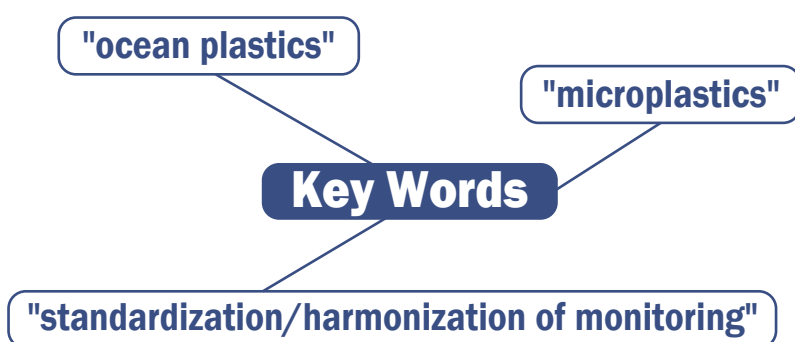 "ocean plastics"
"microplastics"
Key Words
"standardization/harmonization of monitoring"